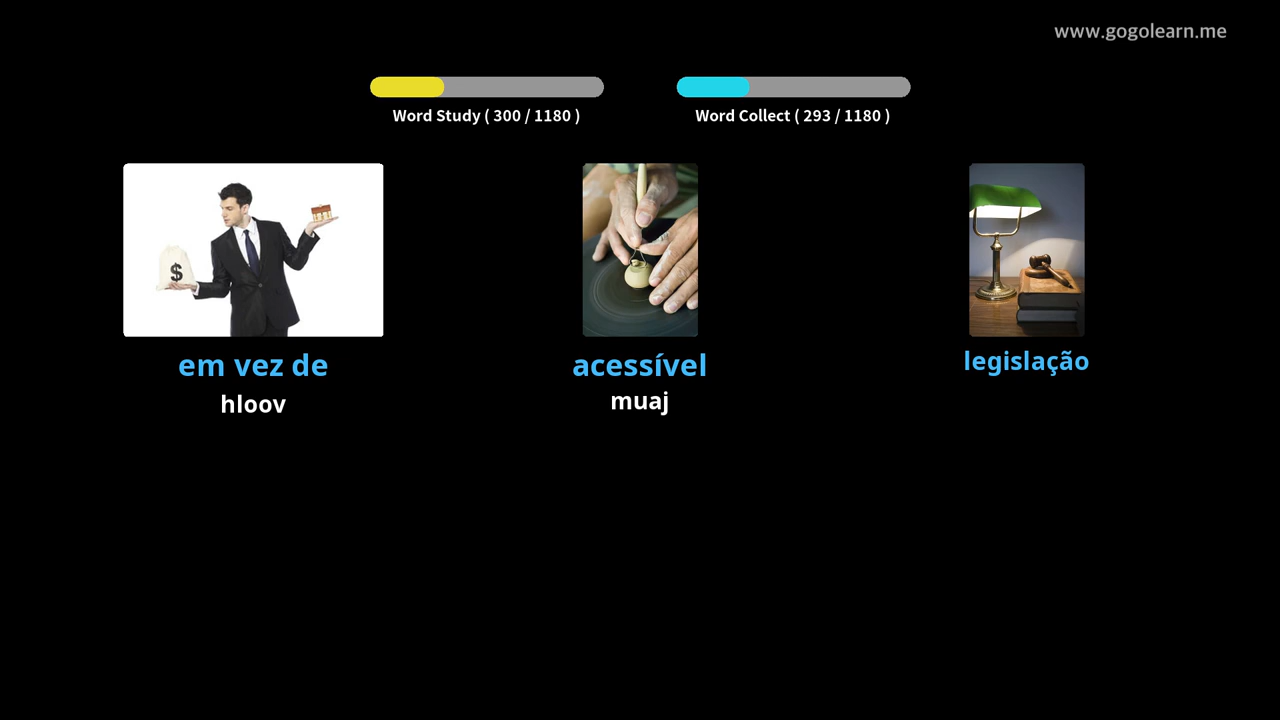 www.gogolearn.me
Word Study ( 300 / 1180 )
Word Collect ( 293 / 1180 )
$
em vez de
hloov
acessível
muaj
legislação